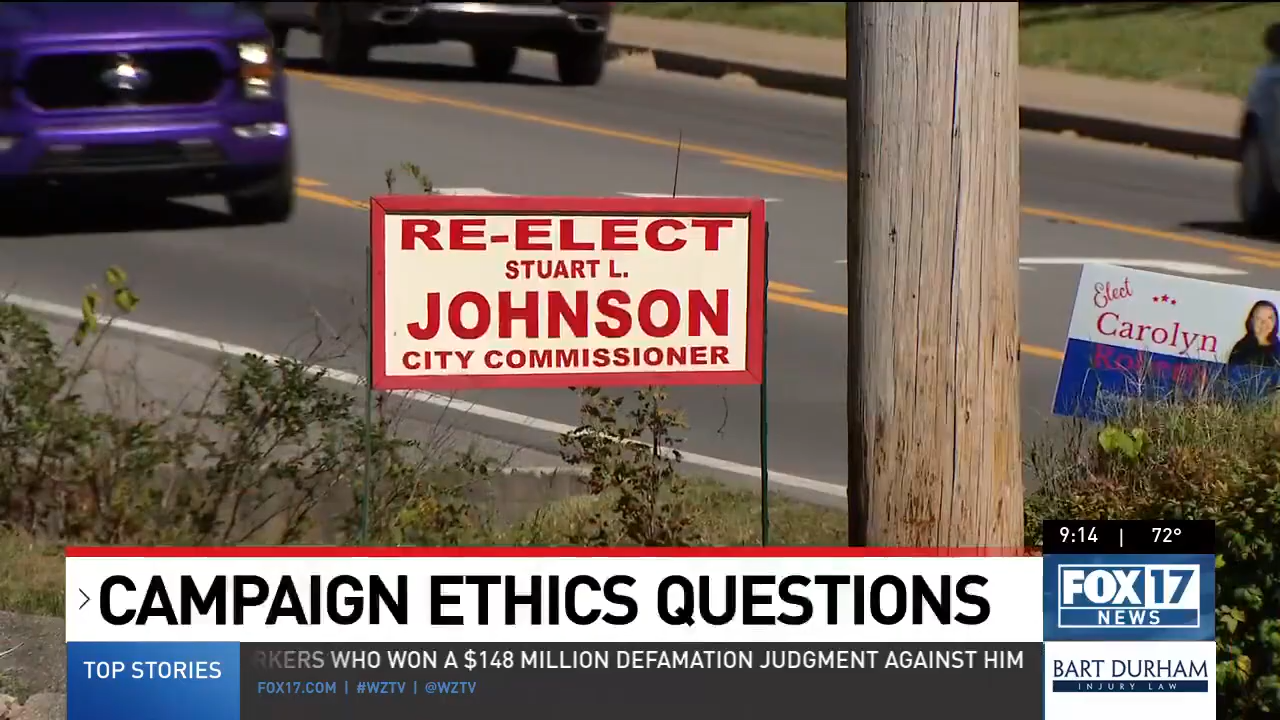 RE-ELECT
STUART L.
JOHNSON
CITY COMMISSIONER
Elect
Carolyn
9:14 | 72°
CAMPAIGN ETHICS QUESTIONS
FOX 17
NEWS
TOP STORIES
WHO WON A $148 MILLION DEFAMATION JUDGMENT AGAINST HIM
FOX17.COM | #WZTV | @WZTV
BART DURHAM
INJURY LAW